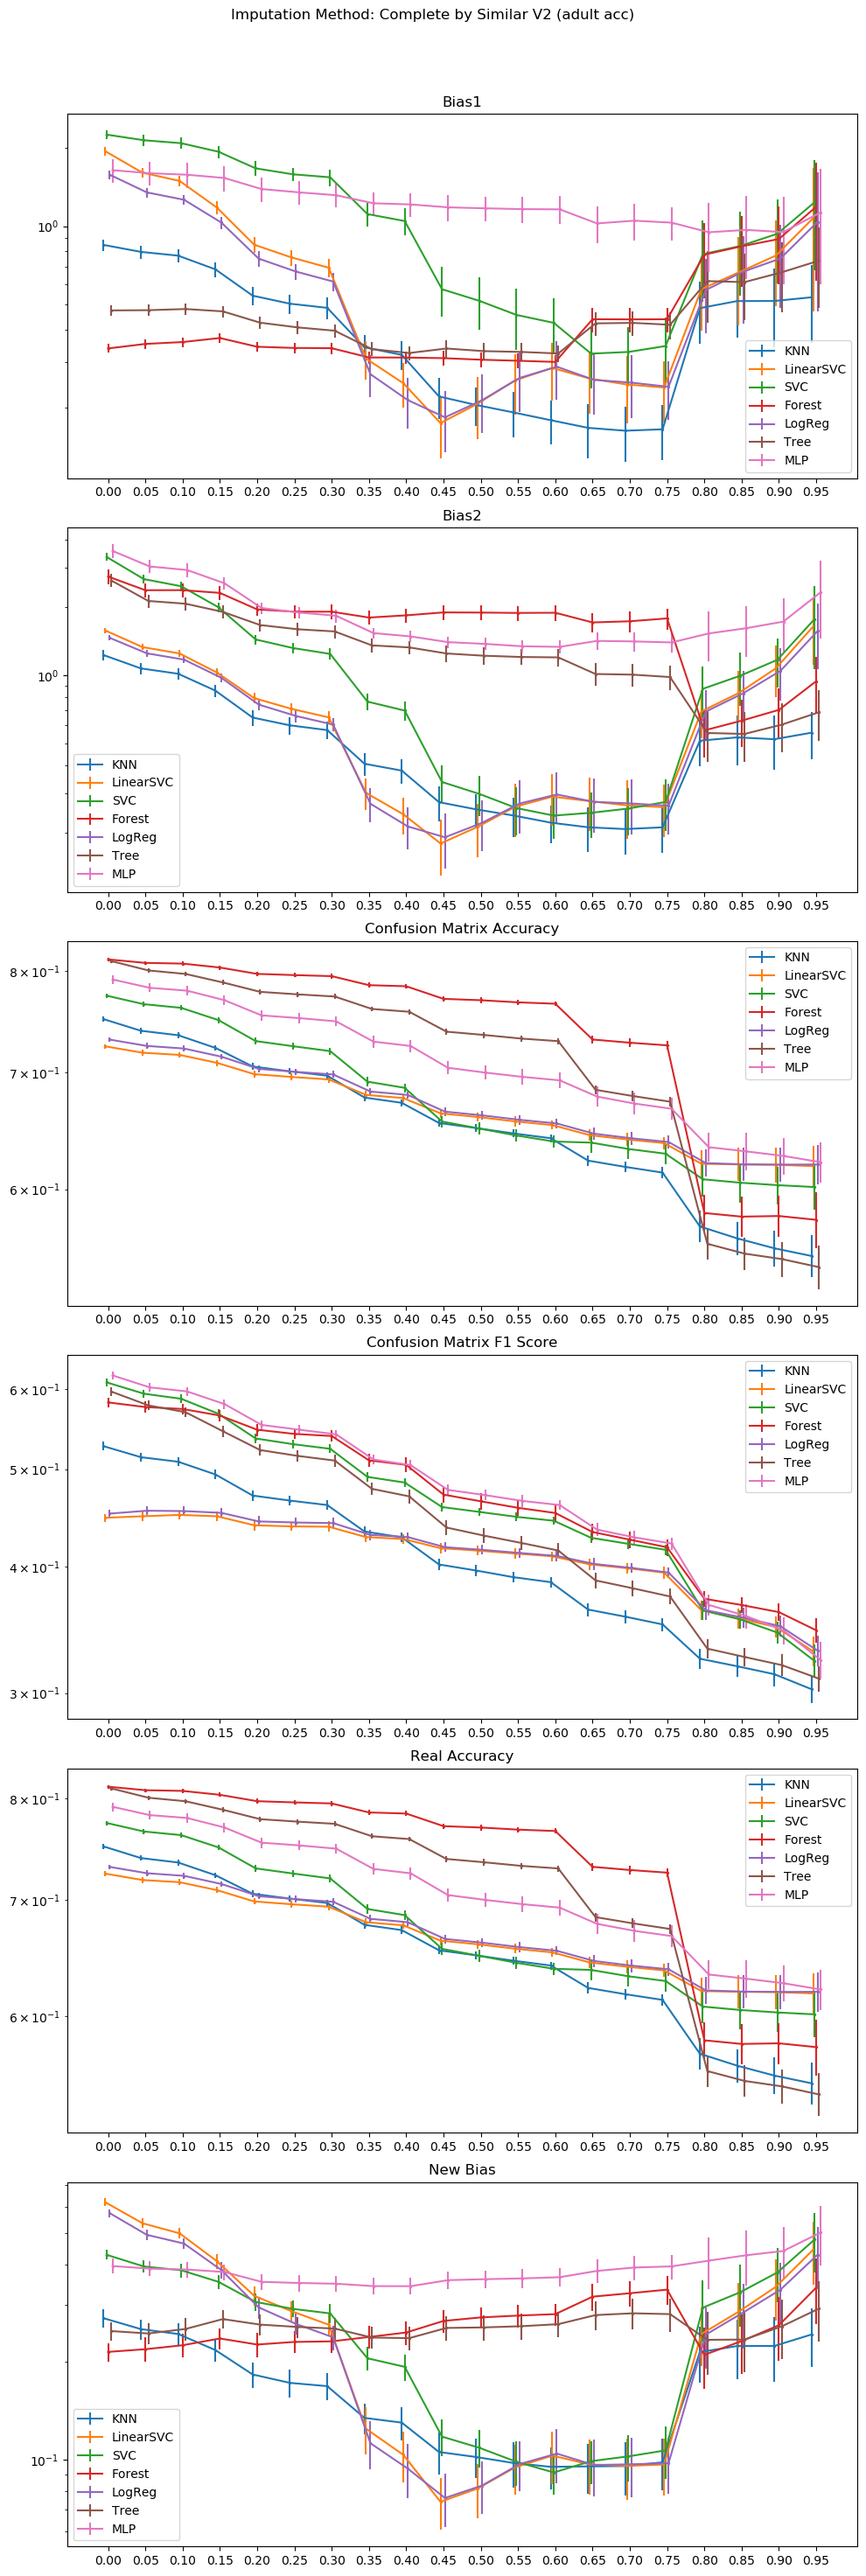 Imputation Method: Complete by Similar V2 (adult acc)
Bias1
10⁰
KNN
LinearSVC
SVC
Forest
LogReg
Tree
MLP
0.00 0.05 0.10 0.15 0.20 0.25 0.30 0.35 0.40 0.45 0.50 0.55 0.60 0.65 0.70 0.75 0.80 0.85 0.90 0.95
Bias2
10⁰
KNN
LinearSVC
SVC
Forest
LogReg
Tree
MLP
0.00 0.05 0.10 0.15 0.20 0.25 0.30 0.35 0.40 0.45 0.50 0.55 0.60 0.65 0.70 0.75 0.80 0.85 0.90 0.95
Confusion Matrix Accuracy
8 × 10⁻¹
7 × 10⁻¹
6 × 10⁻¹
KNN
LinearSVC
SVC
Forest
LogReg
Tree
MLP
0.00 0.05 0.10 0.15 0.20 0.25 0.30 0.35 0.40 0.45 0.50 0.55 0.60 0.65 0.70 0.75 0.80 0.85 0.90 0.95
Confusion Matrix F1 Score
6 × 10⁻¹
5 × 10⁻¹
4 × 10⁻¹
3 × 10⁻¹
KNN
LinearSVC
SVC
Forest
LogReg
Tree
MLP
0.00 0.05 0.10 0.15 0.20 0.25 0.30 0.35 0.40 0.45 0.50 0.55 0.60 0.65 0.70 0.75 0.80 0.85 0.90 0.95
Real Accuracy
8 × 10⁻¹
7 × 10⁻¹
6 × 10⁻¹
KNN
LinearSVC
SVC
Forest
LogReg
Tree
MLP
0.00 0.05 0.10 0.15 0.20 0.25 0.30 0.35 0.40 0.45 0.50 0.55 0.60 0.65 0.70 0.75 0.80 0.85 0.90 0.95
New Bias
10⁻¹
KNN
LinearSVC
SVC
Forest
LogReg
Tree
MLP
0.00 0.05 0.10 0.15 0.20 0.25 0.30 0.35 0.40 0.45 0.50 0.55 0.60 0.65 0.70 0.75 0.80 0.85 0.90 0.95